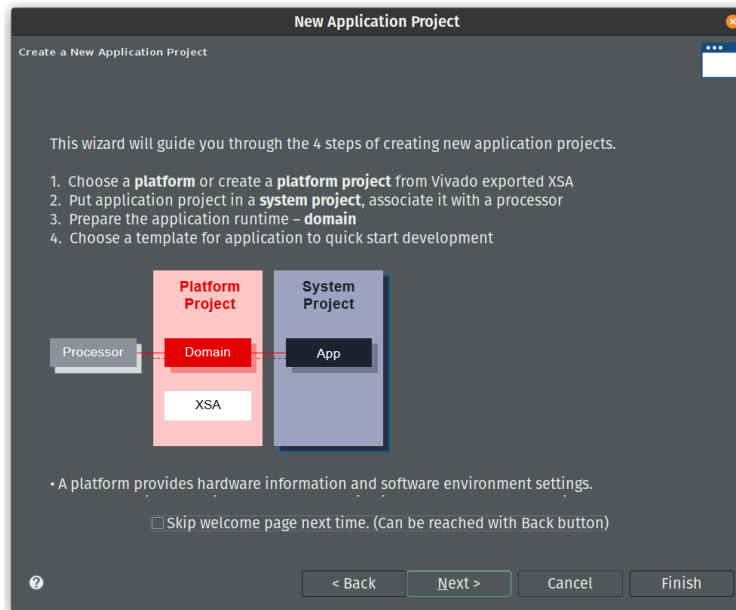 New Application Project
Create a New Application Project
This wizard will guide you through the 4 steps of creating new application projects.
1. Choose a platform or create a platform project from Vivado exported XSA
2. Put application project in a system project, associate it with a processor
3. Prepare the application runtime – domain
4. Choose a template for application to quick start development
Platform
Project
System
Project
Processor
Domain
App
XSA
• A platform provides hardware information and software environment settings.
Skip welcome page next time. (Can be reached with Back button)
?
< Back
Next >
Cancel
Finish